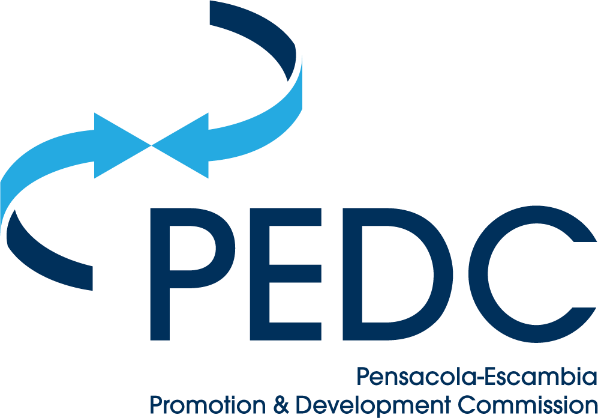 PEDC
Pensacola-Escambia
Promotion & Development Commission